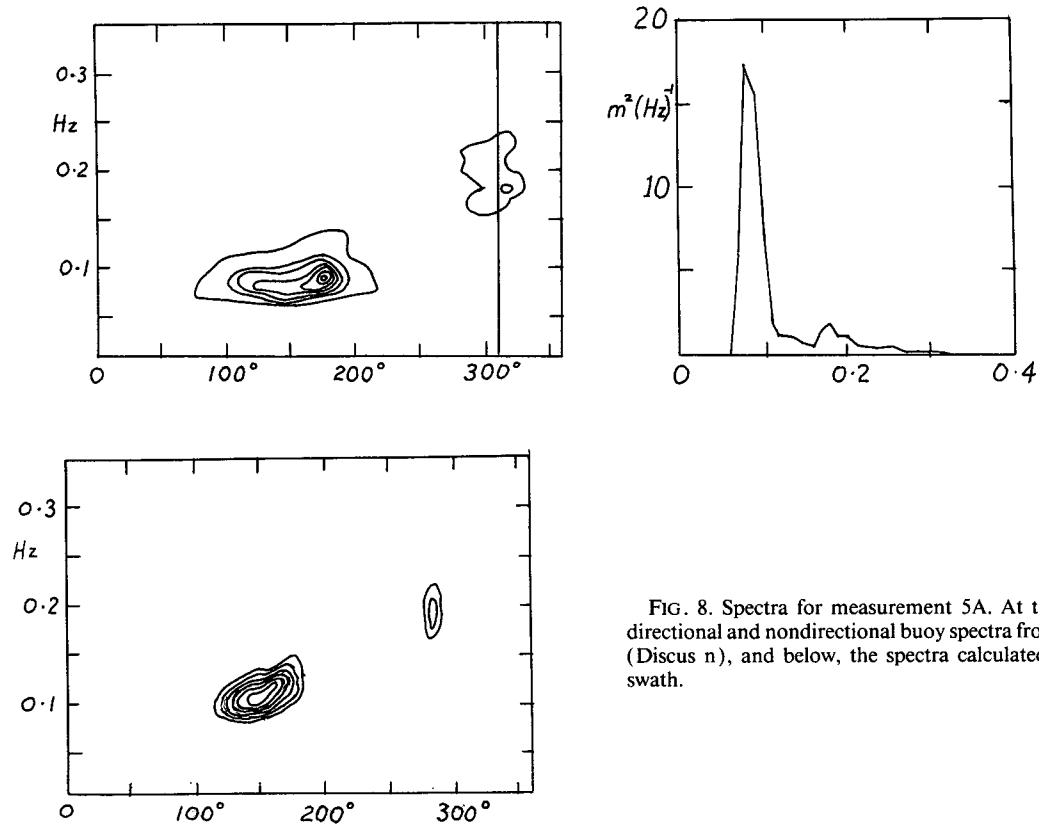 0·3
Hz
0·2
0·1
0 100° 200° 300°
20
m²(Hz)⁻¹
10
0 0·2 0·4
0·3
Hz
0·2
0·1
0 100° 200° 300°
FIG. 8. Spectra for measurement 5A. At t
directional and nondirectional buoy spectra fro
(Discus n), and below, the spectra calculated
swath.